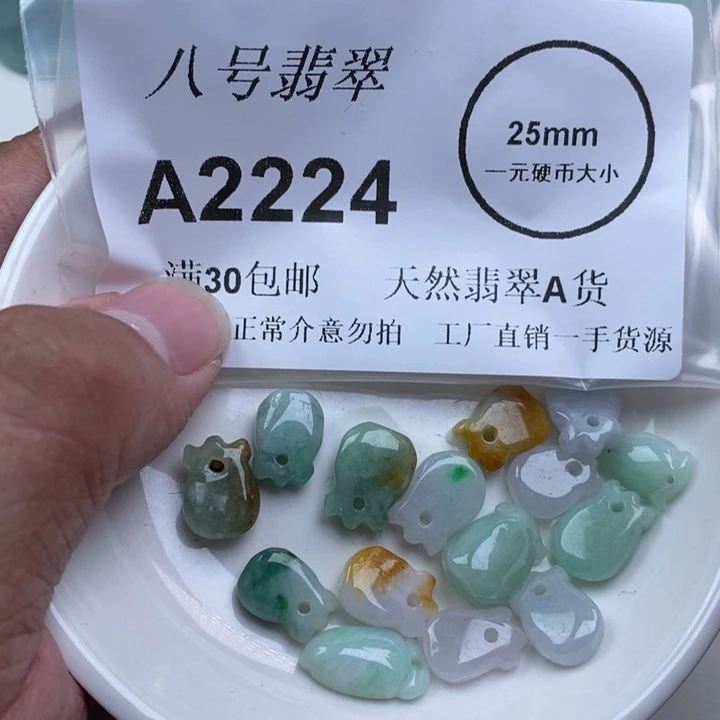 八号翡翠
25mm
一元硬币大小
A2224
满30包邮 天然翡翠A货
正常介意勿拍 工厂直销一手货源